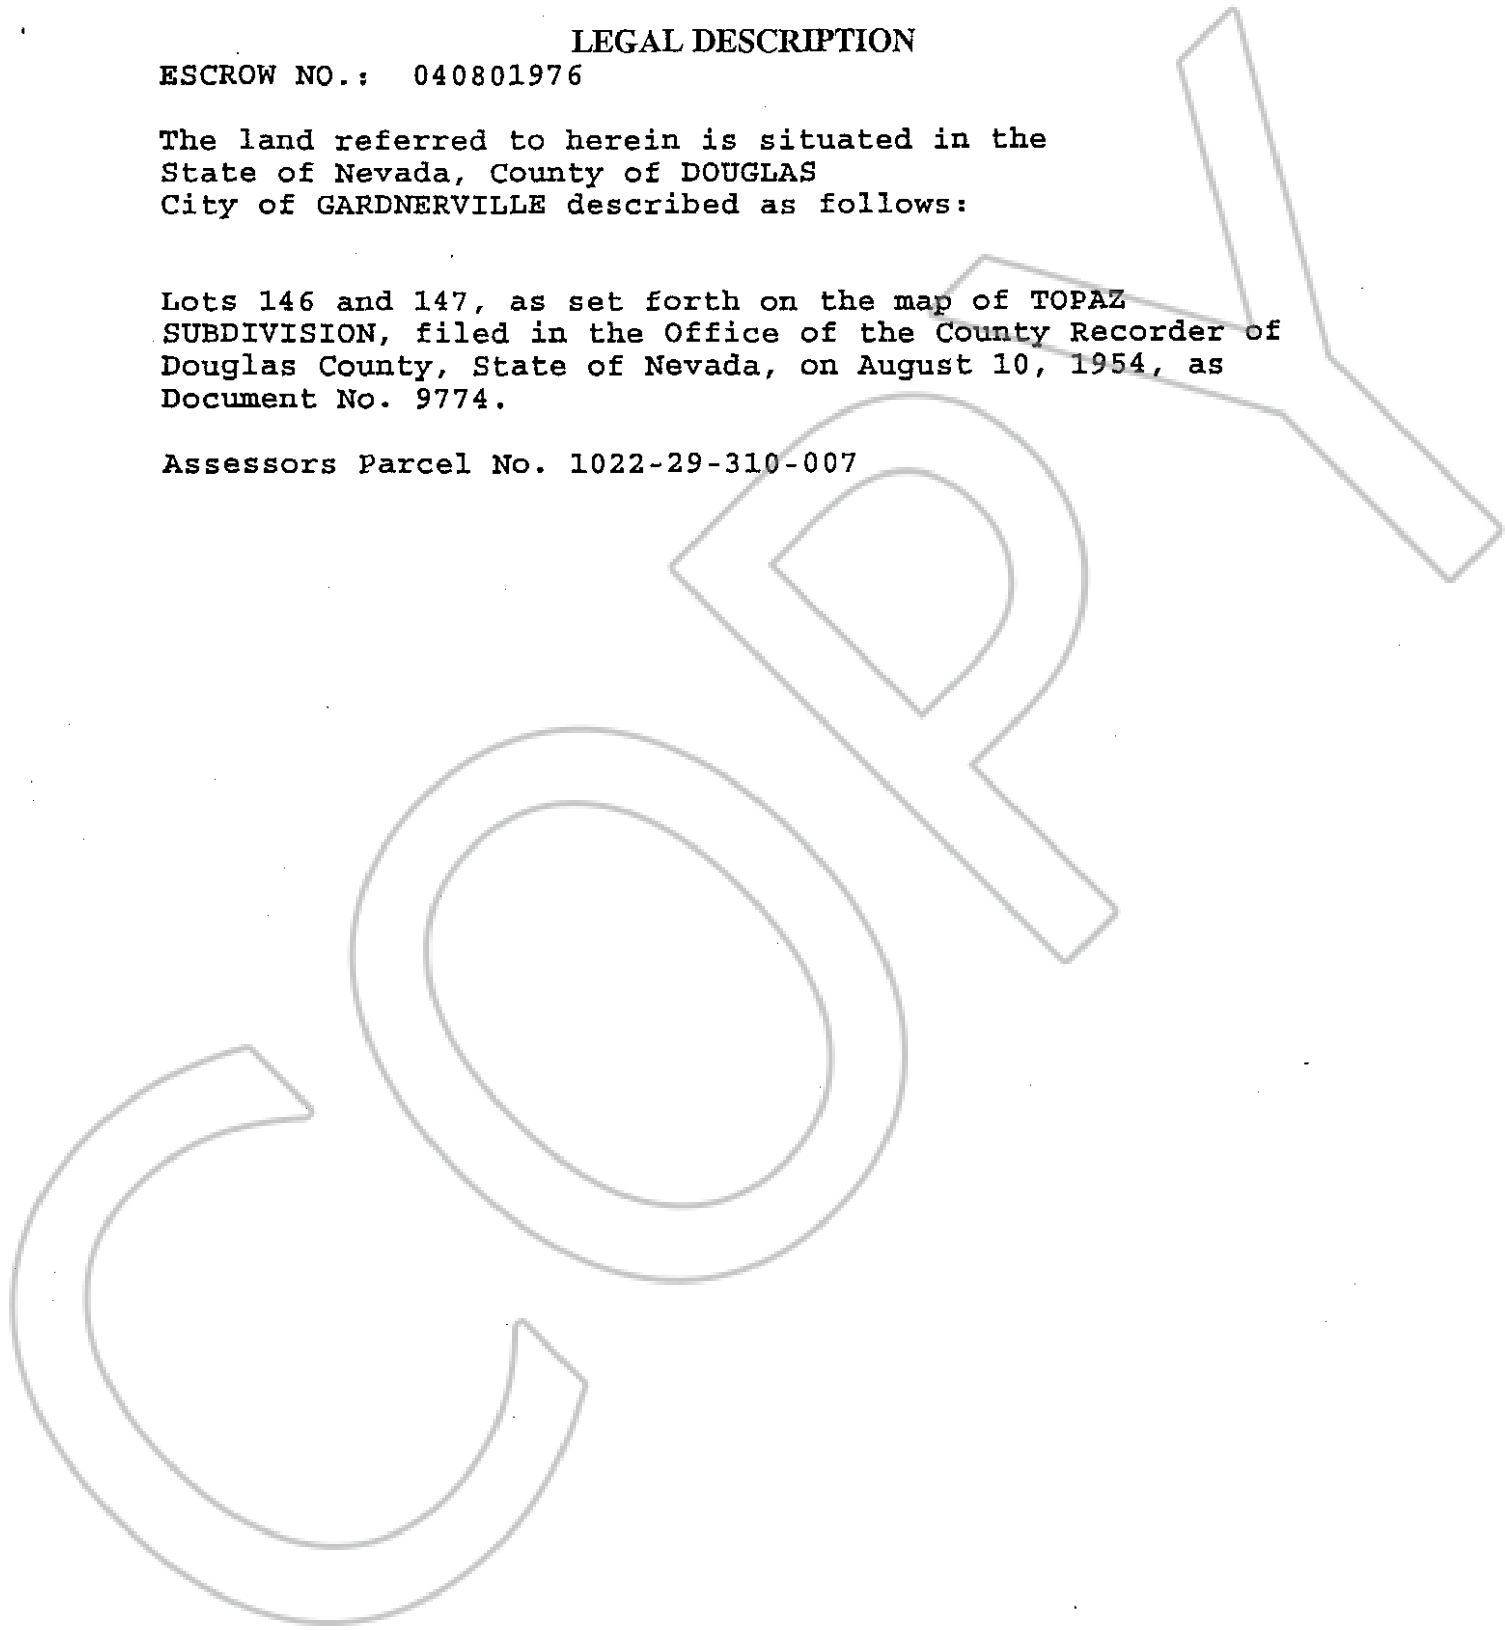 LEGAL DESCRIPTION
ESCROW NO.: 040801976
The land referred to herein is situated in the
State of Nevada, County of DOUGLAS
City of GARDNERVILLE described as follows:
Lots 146 and 147, as set forth on the map of TOPAZ
SUBDIVISION, filed in the Office of the County Recorder of
Douglas County, State of Nevada, on August 10, 1954, as
Document No. 9774.
Assessors Parcel No. 1022-29-310-007
COPY